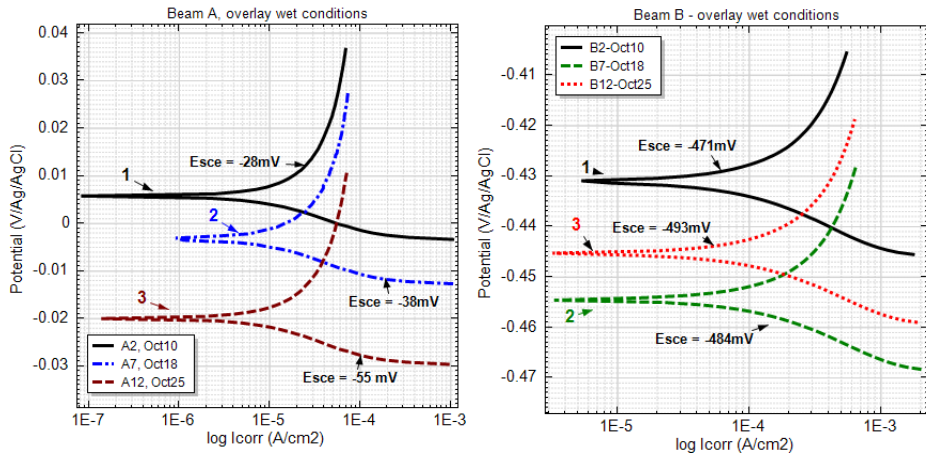 Beam A, overlay wet conditions
0.04
0.03
0.02
0.01
0
-0.01
-0.02
-0.03
Potential (V/Ag/AgCl)
Esce = -28mV
1
2
Esce = -38mV
3
Esce = -55 mV
A2, Oct10
A7, Oct18
A12, Oct25
1E-7
1E-6
1E-5
1E-4
1E-3
log Icorr (A/cm2)
Beam B - overlay wet conditions
B2-Oct10
B7-Oct18
B12-Oct25
-0.41
-0.42
-0.43
-0.44
-0.45
-0.46
-0.47
Potential (V/Ag/AgCl)
Esce = -471mV
1
3
Esce = -493mV
2
Esce = -484mV
1E-5
1E-4
1E-3
log Icorr (A/cm2)